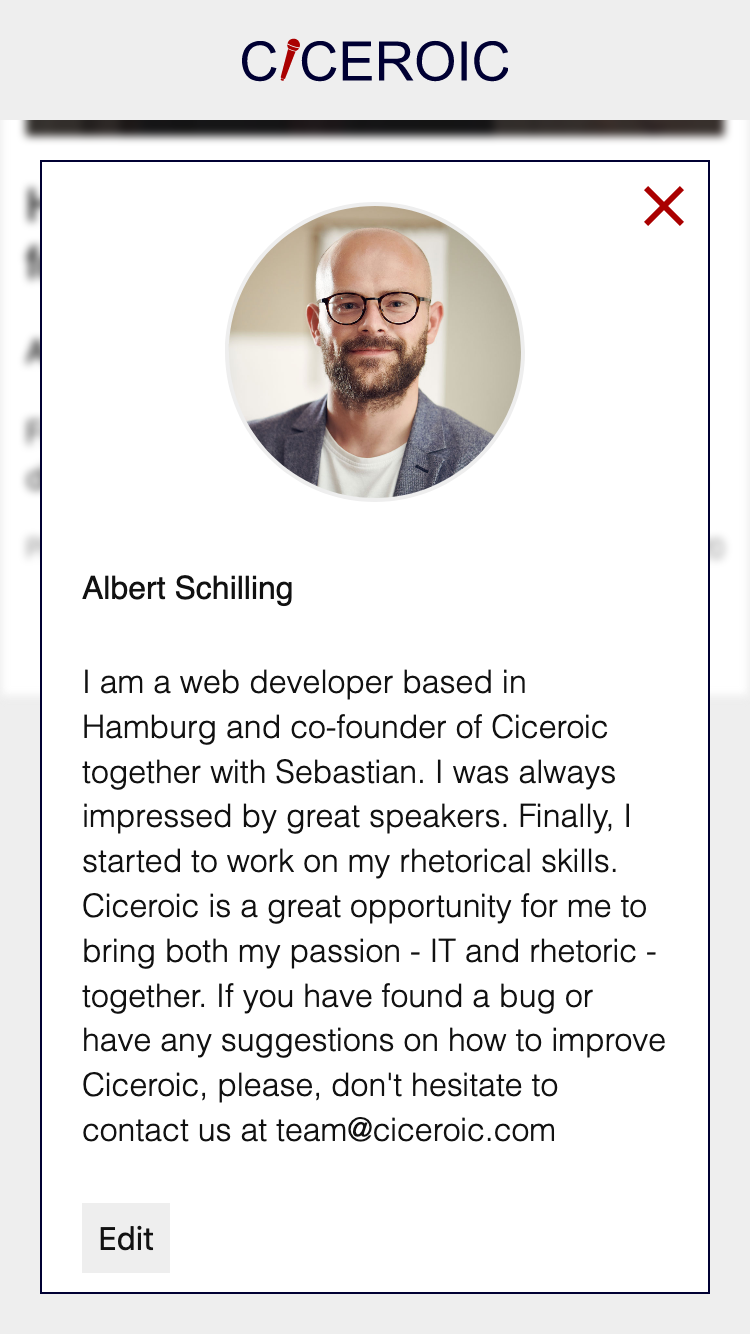 CICEROIC
Albert Schilling
I am a web developer based in
Hamburg and co-founder of Ciceroic
together with Sebastian. I was always
impressed by great speakers. Finally, I
started to work on my rhetorical skills.
Ciceroic is a great opportunity for me to
bring both my passion - IT and rhetoric -
together. If you have found a bug or
have any suggestions on how to improve
Ciceroic, please, don't hesitate to
contact us at team@ciceroic.com
Edit